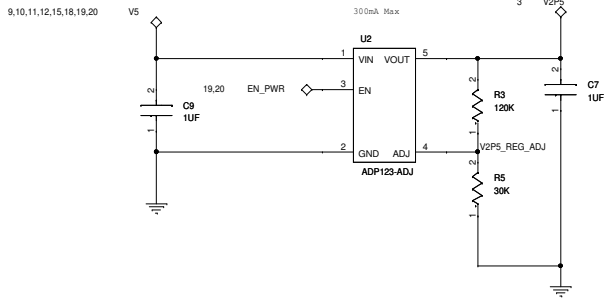 9,10,11,12,15,18,19,20 V5
300mA Max
3 V2P5
U2
1 VIN VOUT 5
2
C9
1UF
1
19,20 EN_PWR
3 EN
2
R3
120K
1
2
C7
1UF
1
2 GND ADJ 4
V2P5_REG_ADJ
ADP123-ADJ
2
R5
30K
1